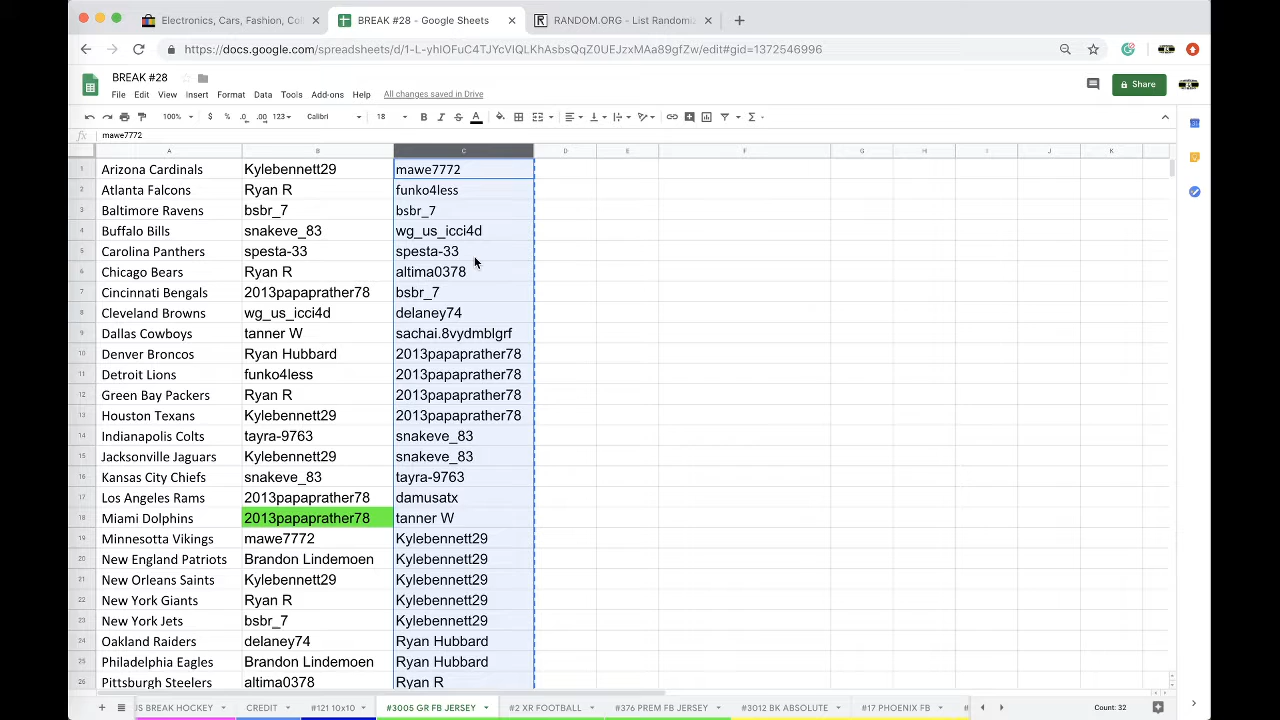 Electronics, Cars, Fashion, Col
BREAK #28 - Google Sheets
RANDOM.ORG - List Randomiz
https://docs.google.com/spreadsheets/d/1-L-yhIOFuC4TJYcVIQLKhAsbsQqZ0UEJzxMAa89gfZw/edit#gid=1372546996
BREAK #28
File Edit View Insert Format Data Tools Add-ons Help All changes saved in Drive
Share
100% $ % .0 .00 123 Calibri 18 B I S A
fx mawe7772
A B C D E F G H I J K
1 Arizona Cardinals Kylebennett29 mawe7772
2 Atlanta Falcons Ryan R funko4less
3 Baltimore Ravens bsbr_7 bsbr_7
4 Buffalo Bills snakeve_83 wg_us_icci4d
5 Carolina Panthers spesta-33 spesta-33
6 Chicago Bears Ryan R altima0378
7 Cincinnati Bengals 2013papaprather78 bsbr_7
8 Cleveland Browns wg_us_icci4d delaney74
9 Dallas Cowboys tanner W sachai.8vydmblgrf
10 Denver Broncos Ryan Hubbard 2013papaprather78
11 Detroit Lions funko4less 2013papaprather78
12 Green Bay Packers Ryan R 2013papaprather78
13 Houston Texans Kylebennett29 2013papaprather78
14 Indianapolis Colts tayra-9763 snakeve_83
15 Jacksonville Jaguars Kylebennett29 snakeve_83
16 Kansas City Chiefs snakeve_83 tayra-9763
17 Los Angeles Rams 2013papaprather78 damusatx
18 Miami Dolphins 2013papaprather78 tanner W
19 Minnesotta Vikings mawe7772 Kylebennett29
20 New England Patriots Brandon Lindemoen Kylebennett29
21 New Orleans Saints Kylebennett29 Kylebennett29
22 New York Giants Ryan R Kylebennett29
23 New York Jets bsbr_7 Kylebennett29
24 Oakland Raiders delaney74 Ryan Hubbard
25 Philadelphia Eagles Brandon Lindemoen Ryan Hubbard
26 Pittsburgh Steelers altima0378 Ryan R
BREAK HOCKEY CREDIT #121 10x10 #3005 GR FB JERSEY #2 XR FOOTBALL #376 PREM FB JERSEY #3012 BK ABSOLUTE #17 PHOENIX FB # Count: 32